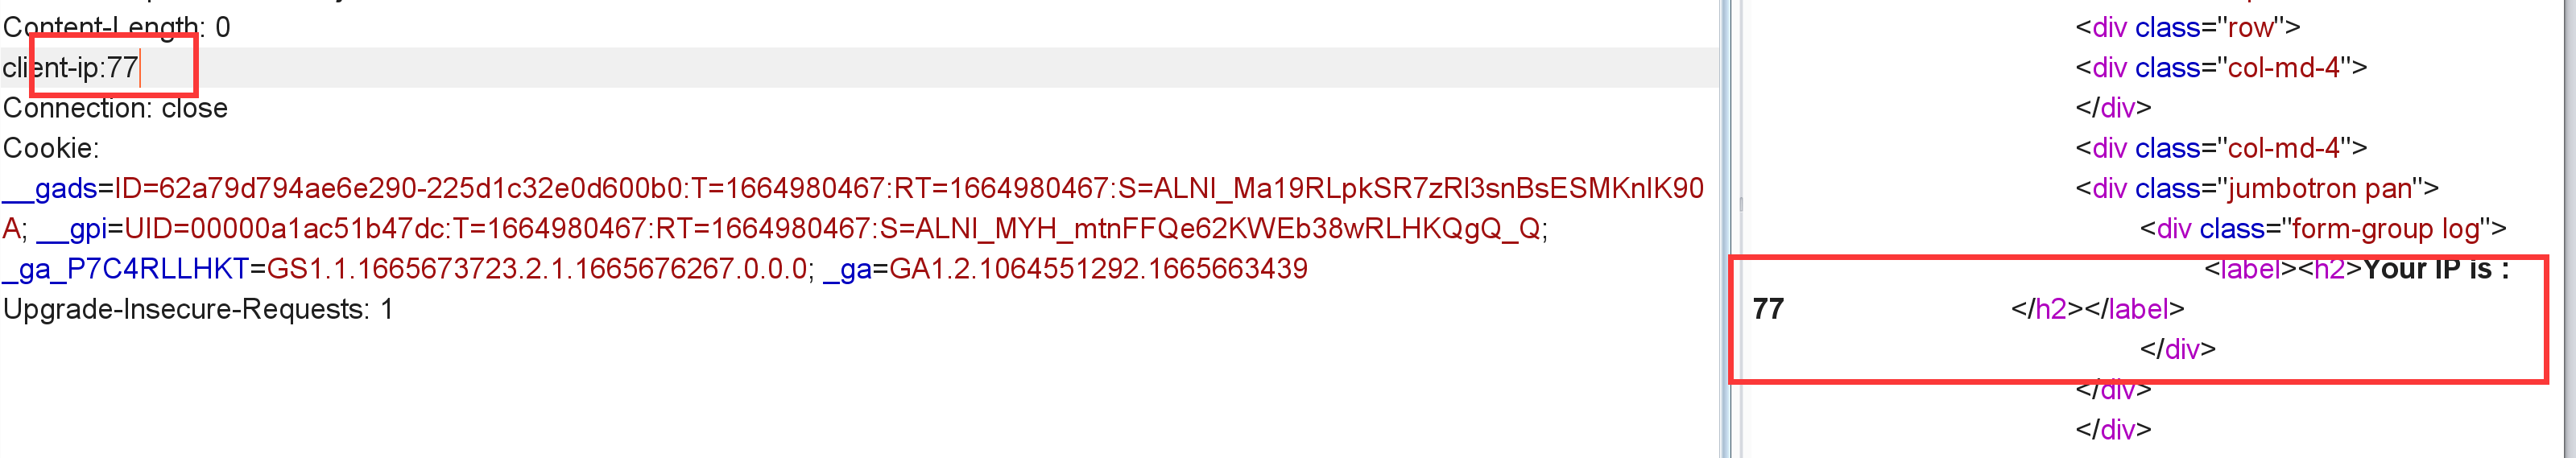 Content-Length: 0
client-ip:77
Connection: close
Cookie:
__gads=ID=62a79d794ae6e290-225d1c32e0d600b0:T=1664980467:RT=1664980467:S=ALNI_Ma19RLpkSR7zRl3snBsESMKnlK90
A; __gpi=UID=00000a1ac51b47dc:T=1664980467:RT=1664980467:S=ALNI_MYH_mtnFFQe62KWEb38wRLHKQgQ_Q;
_ga_P7C4RLLHKT=GS1.1.1665673723.2.1.1665676267.0.0.0; _ga=GA1.2.1064551292.1665663439
Upgrade-Insecure-Requests: 1
<div class="row">
<div class="col-md-4">
</div>
<div class="col-md-4">
<div class="jumbotron pan">
<div class="form-group log">
<label><h2>Your IP is :
77 </h2></label>
</div>
</div>
</div>